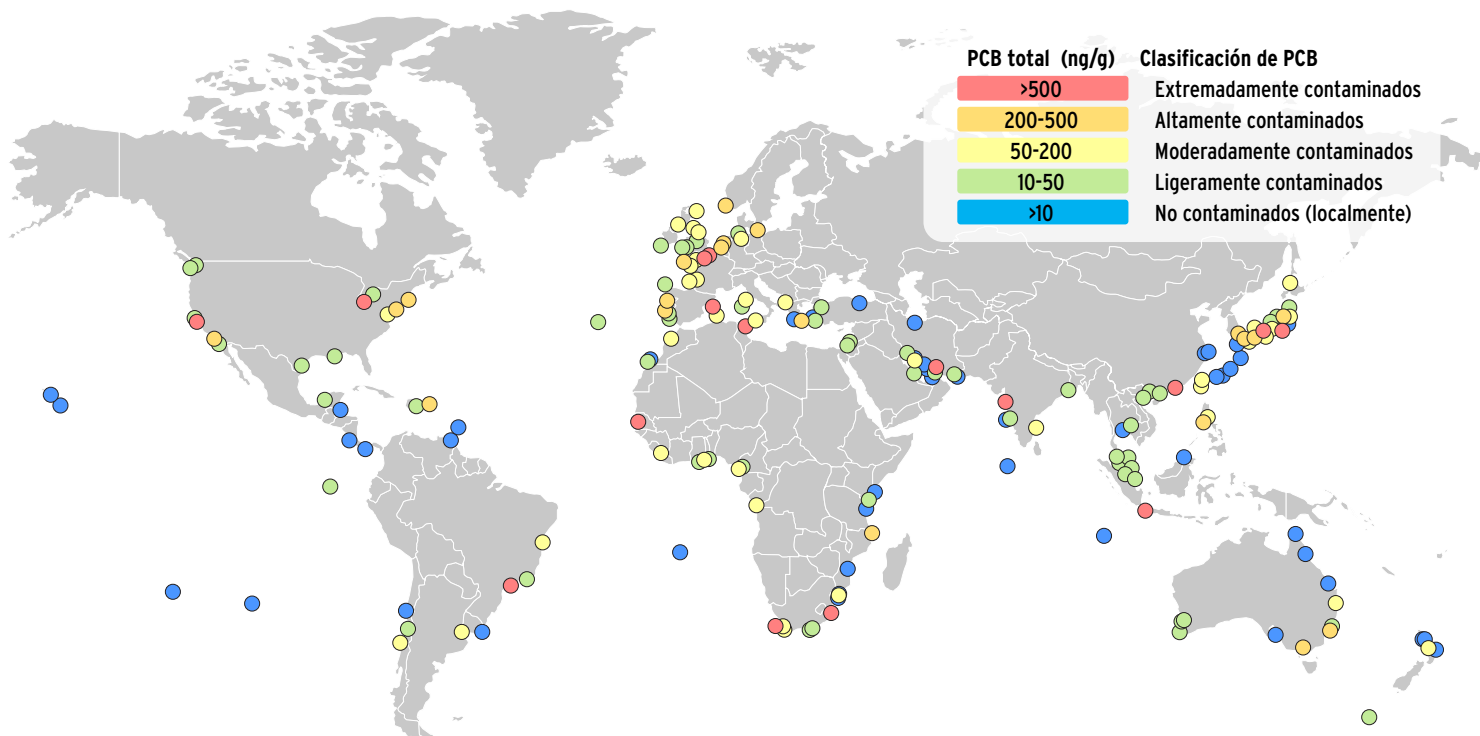 PCB total (ng/g) Clasificación de PCB
>500 Extremadamente contaminados
200-500 Altamente contaminados
50-200 Moderadamente contaminados
10-50 Ligeramente contaminados
>10 No contaminados (localmente)